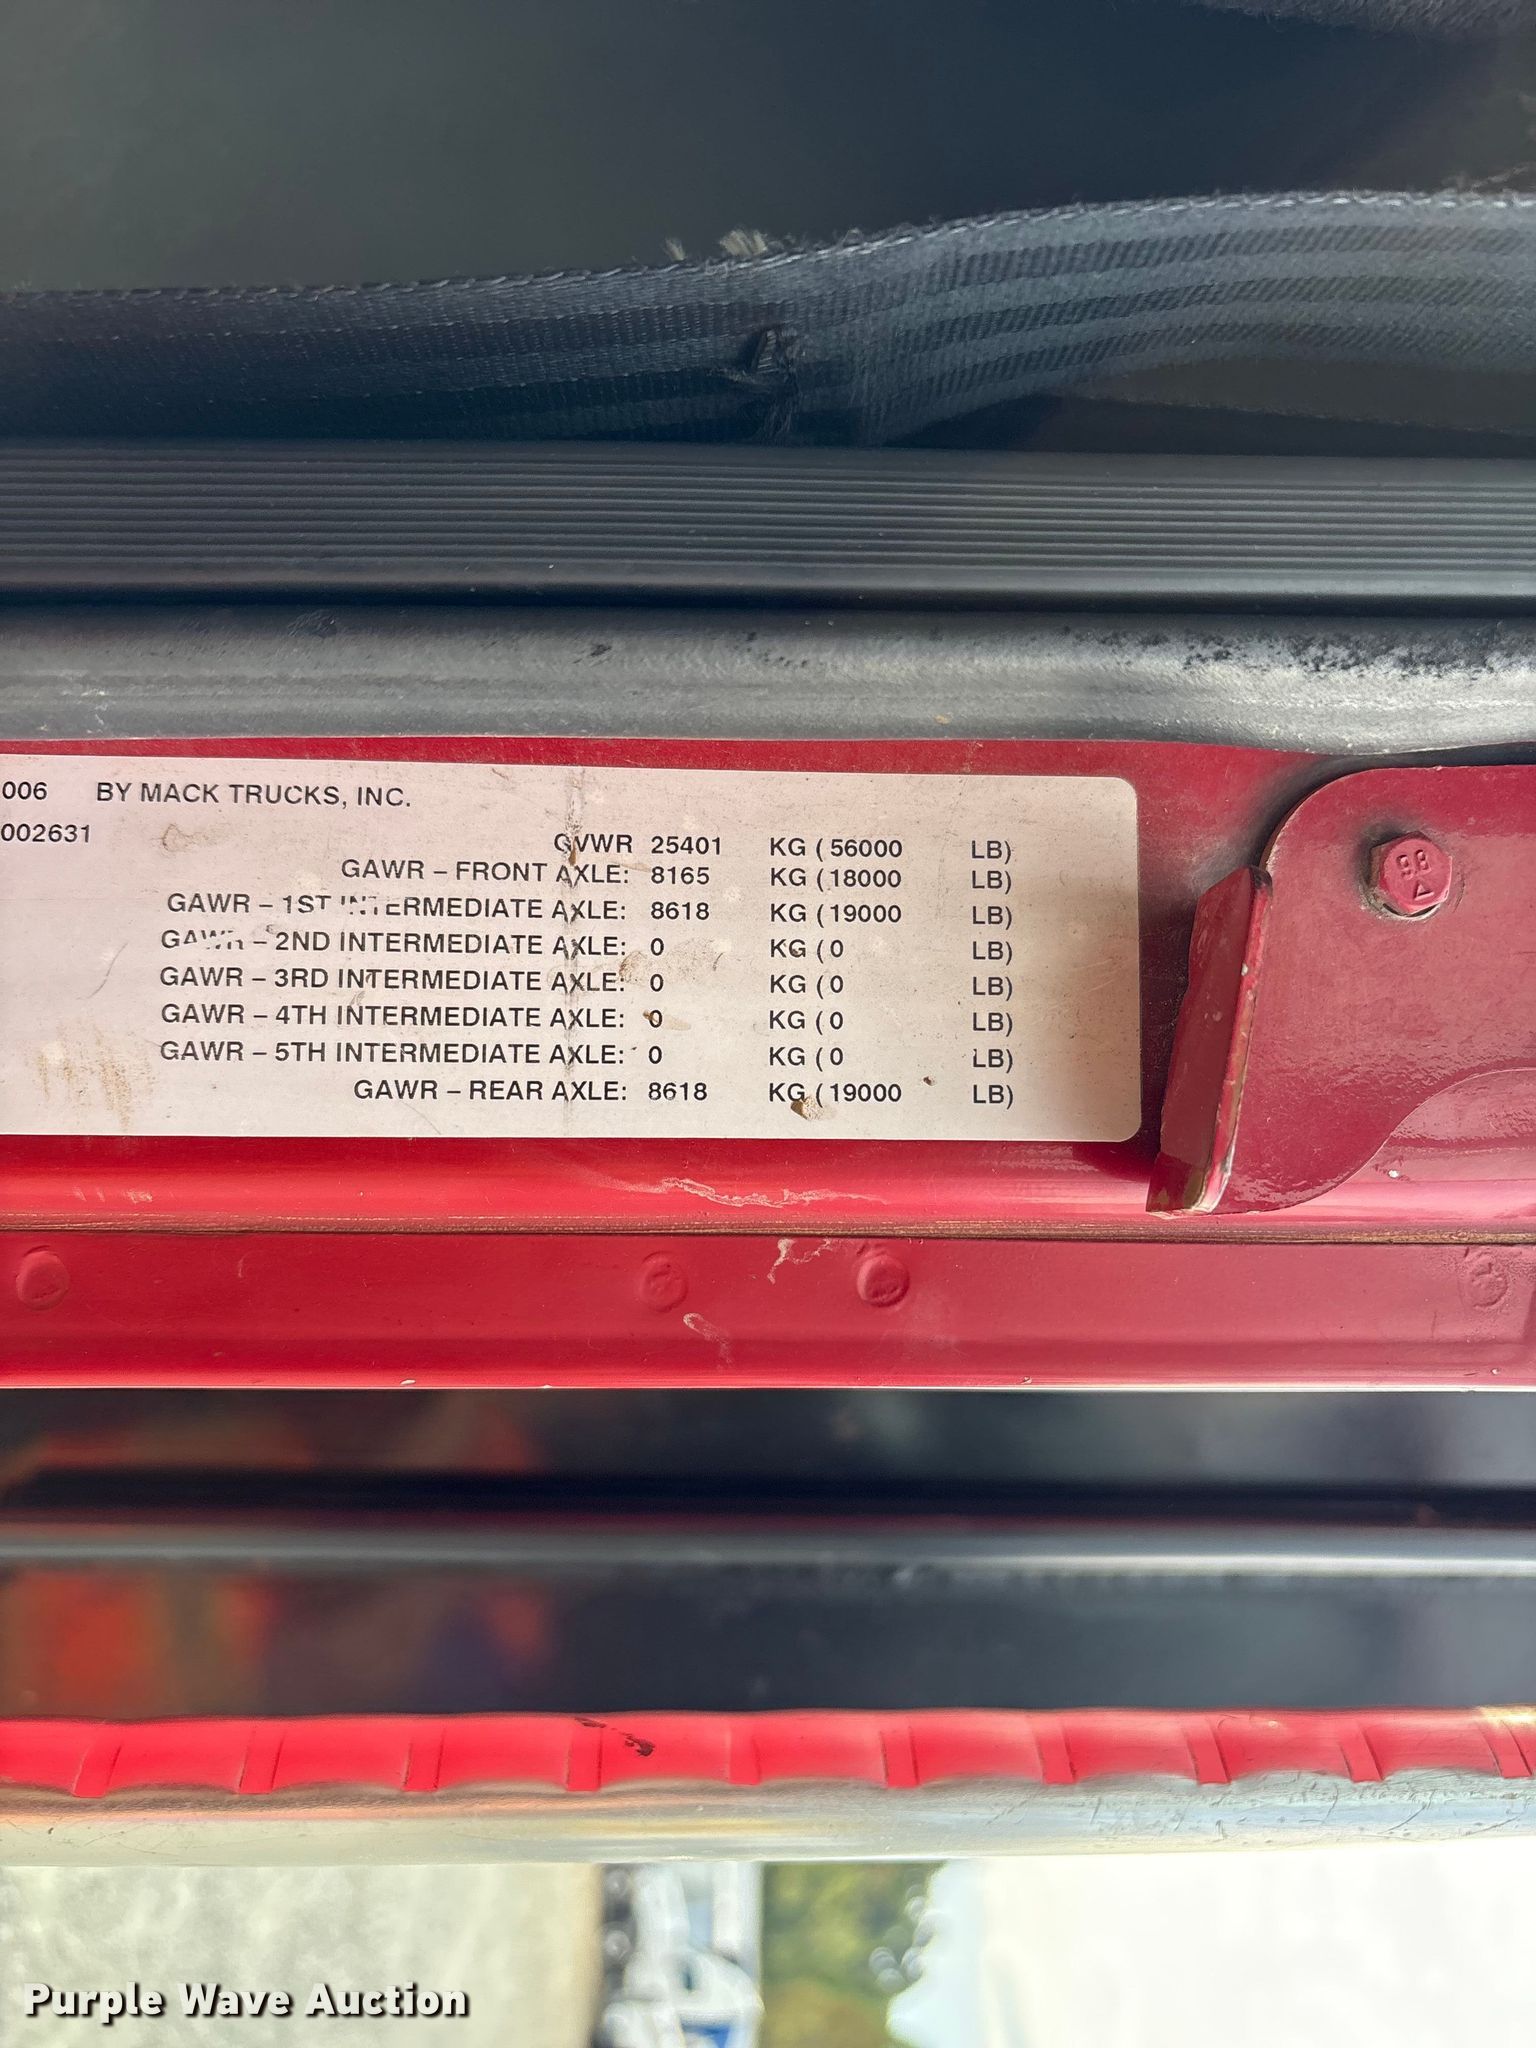 006 BY MACK TRUCKS, INC.
002631
GVWR 25401 KG (56000 LB)
GAWR – FRONT AXLE: 8165 KG (18000 LB)
GAWR – 1ST INTERMEDIATE AXLE: 8618 KG (19000 LB)
GAWR – 2ND INTERMEDIATE AXLE: 0 KG (0 LB)
GAWR – 3RD INTERMEDIATE AXLE: 0 KG (0 LB)
GAWR – 4TH INTERMEDIATE AXLE: 0 KG (0 LB)
GAWR – 5TH INTERMEDIATE AXLE: 0 KG (0 LB)
GAWR – REAR AXLE: 8618 KG (19000 LB)
Purple Wave Auction